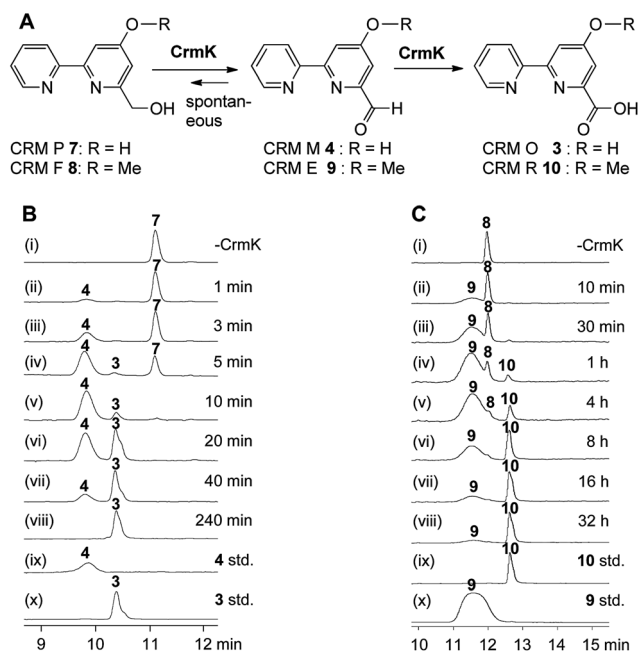 A
O R
CrmK
N N
OH
spontan-
eous
O R
N N
H
O
CrmK
O R
N N
OH
O
CRM P 7: R = H
CRM F 8: R = Me
CRM M 4 : R = H
CRM E 9 : R = Me
CRM O 3 : R = H
CRM R 10 : R = Me
B
(i) 7 -CrmK
(ii) 4 7 1 min
(iii) 4 7 3 min
(iv) 4 3 7 5 min
(v) 4 3 10 min
(vi) 4 3 20 min
(vii) 4 3 40 min
(viii) 3 240 min
(ix) 4 4 std.
(x) 3 3 std.
9 10 11 12 min
C
(i) 8 -CrmK
(ii) 9 8 10 min
(iii) 9 8 30 min
(iv) 9 8 10 1 h
(v) 9 8 10 4 h
(vi) 9 10 8 h
(vii) 9 10 16 h
(viii) 9 10 32 h
(ix) 10 10 std.
(x) 9 9 std.
10 11 12 13 14 15 min